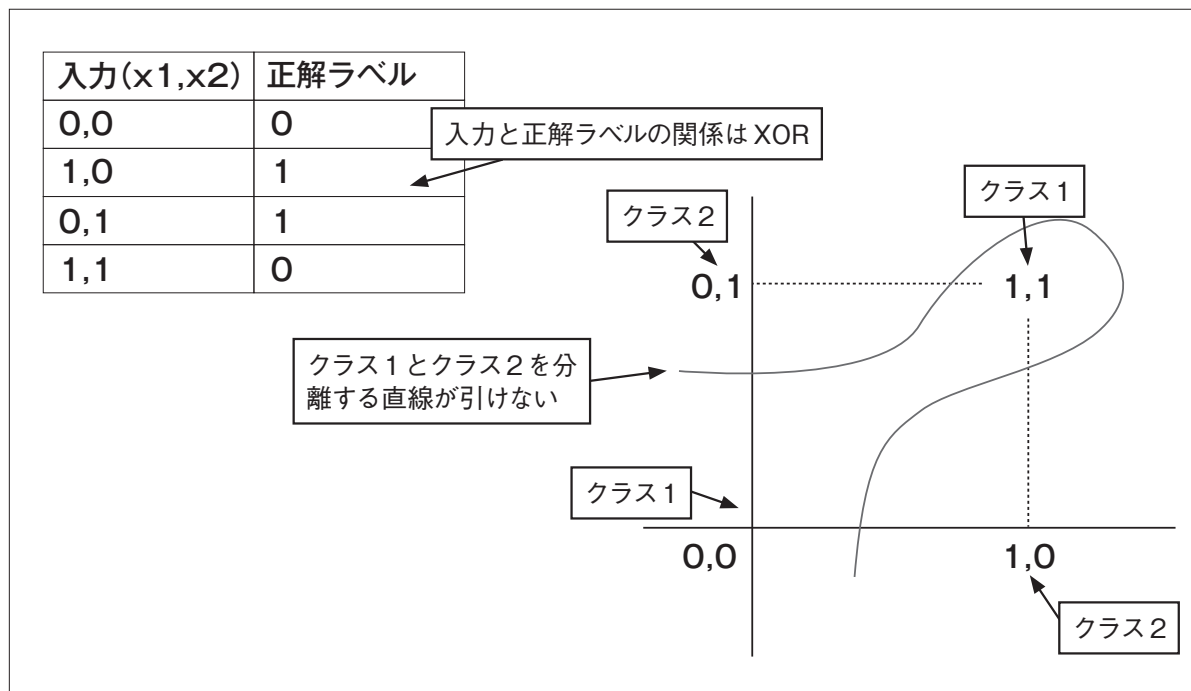 入力(x1,x2) 正解ラベル
0,0 0
1,0 1
0,1 1
1,1 0
入力と正解ラベルの関係はXOR
クラス2
クラス1
0,1
1,1
クラス1とクラス2を分
離する直線が引けない
クラス1
0,0
1,0
クラス2